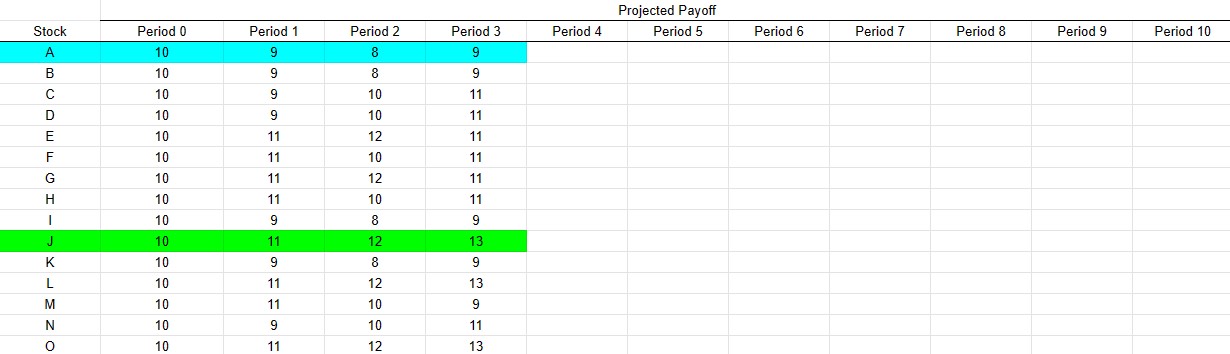 Projected Payoff
Stock Period 0 Period 1 Period 2 Period 3 Period 4 Period 5 Period 6 Period 7 Period 8 Period 9 Period 10
A 10 9 8 9
B 10 9 8 9
C 10 9 10 11
D 10 9 10 11
E 10 11 12 11
F 10 11 10 11
G 10 11 12 11
H 10 11 10 11
I 10 9 8 9
J 10 11 12 13
K 10 9 8 9
L 10 11 12 13
M 10 11 10 9
N 10 9 10 11
O 10 11 12 13